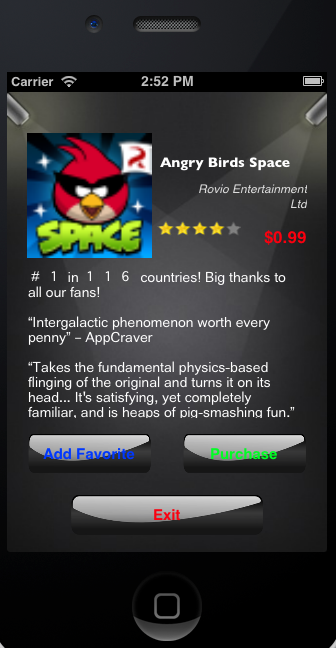 Carrier 2:52 PM
SPACE
Angry Birds Space
Rovio Entertainment
Ltd
$0.99
# 1 in 1 1 6 countries! Big thanks to
all our fans!
“Intergalactic phenomenon worth every
penny” – AppCraver
“Takes the fundamental physics-based
flinging of the original and turns it on its
head... It's satisfying, yet completely
familiar, and is heaps of pig-smashing fun.”
Add Favorite Purchase
Exit